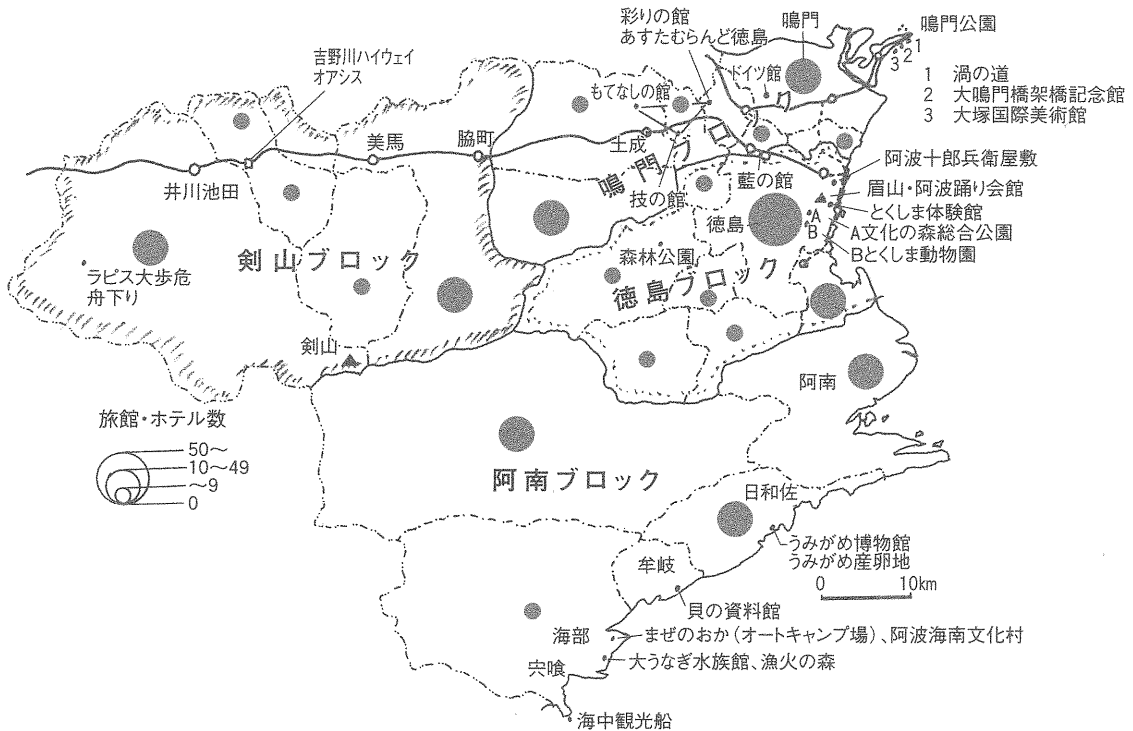 彩りの館
あすたむらんど徳島
鳴門
鳴門公園
1
2
3
1 渦の道
2 大鳴門橋架橋記念館
3 大塚国際美術館
吉野川ハイウェイ
オアシス
ドイツ館
もてなしの館
井川池田
美馬
脇町
土成
鳴門ブロ
技の館
藍の館
阿波十郎兵衛屋敷
眉山・阿波踊り会館
とくしま体験館
A文化の森総合公園
Bとくしま動物園
徳島
A
B
ラピス大歩危
舟下り
剣山ブロック
森林公園
徳島ブロック
剣山
阿南
旅館・ホテル数
50～
10～49
～9
0
阿南ブロック
日和佐
うみがめ博物館
うみがめ産卵地
0 10km
牟岐
貝の資料館
海部
まぜのおか(オートキャンプ場)、阿波海南文化村
宍喰
大うなぎ水族館、漁火の森
海中観光船